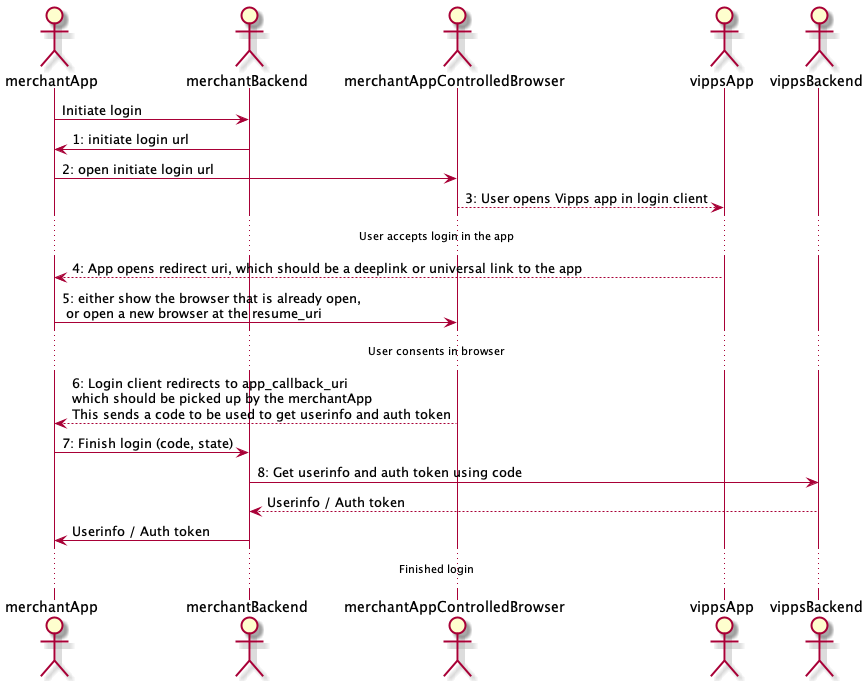 merchantApp merchantBackend merchantAppControlledBrowser vippsApp vippsBackend
Initiate login
1: initiate login url
2: open initiate login url
3: User opens Vipps app in login client
User accepts login in the app
4: App opens redirect uri, which should be a deeplink or universal link to the app
5: either show the browser that is already open,
or open a new browser at the resume_uri
User consents in browser
6: Login client redirects to app_callback_uri
which should be picked up by the merchantApp
This sends a code to be used to get userinfo and auth token
7: Finish login (code, state)
8: Get userinfo and auth token using code
Userinfo / Auth token
Userinfo / Auth token
Finished login
merchantApp merchantBackend merchantAppControlledBrowser vippsApp vippsBackend